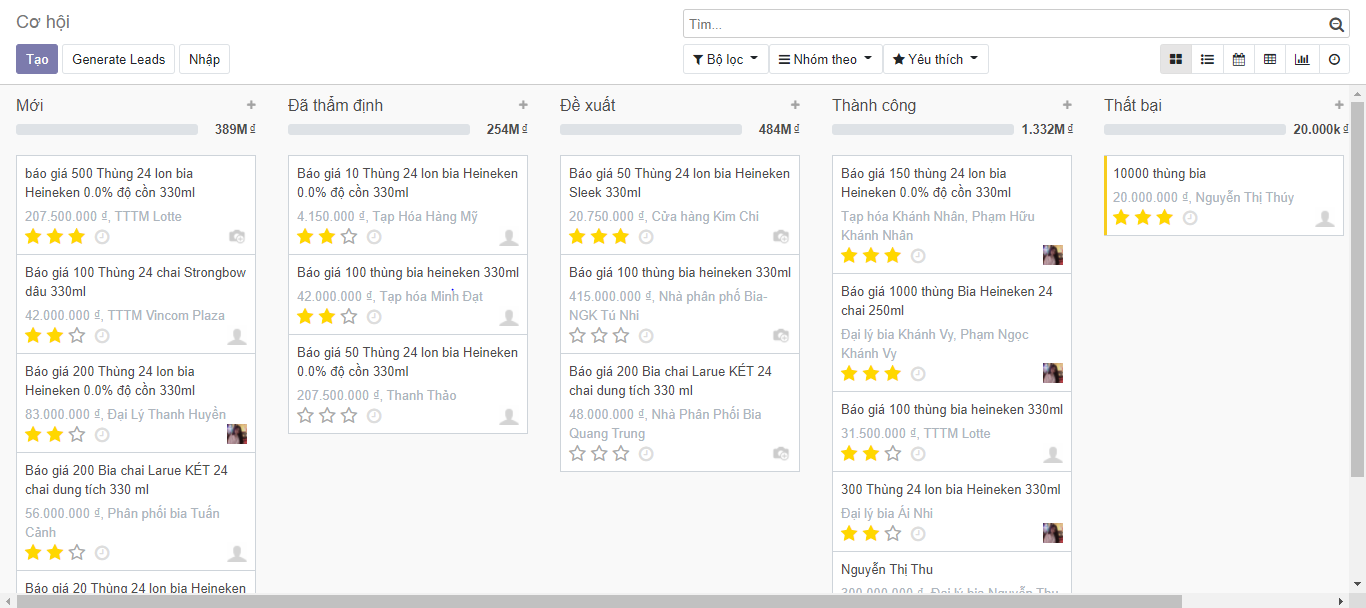 Cơ hội
Tìm...
Tạo Generate Leads Nhập
Bộ lọc Nhóm theo Yêu thích
Mới +
389M ₫
báo giá 500 Thùng 24 lon bia
Heineken 0.0% độ cồn 330ml
207.500.000 ₫, TTTM Lotte
Báo giá 100 Thùng 24 chai Strongbow
dâu 330ml
42.000.000 ₫, TTTM Vincom Plaza
Báo giá 200 Thùng 24 lon bia
Heineken 0.0% độ cồn 330ml
83.000.000 ₫, Đại Lý Thanh Huyền
Báo giá 200 Bia chai Larue KÉT 24
chai dung tích 330 ml
56.000.000 ₫, Phân phối bia Tuấn
Cảnh
Báo giá 20 Thùng 24 lon bia Heineken
Đã thẩm định +
254M ₫
Báo giá 10 Thùng 24 lon bia Heineken
0.0% độ cồn 330ml
4.150.000 ₫, Tạp Hóa Hàng Mỹ
Báo giá 100 thùng bia heineken 330ml
42.000.000 ₫, Tạp hóa Minh Đạt
Báo giá 50 Thùng 24 lon bia Heineken
0.0% độ cồn 330ml
207.500.000 ₫, Thanh Thảo
Đề xuất +
484M ₫
Báo giá 50 Thùng 24 lon bia Heineken
Sleek 330ml
20.750.000 ₫, Cửa hàng Kim Chi
Báo giá 100 thùng bia heineken 330ml
415.000.000 ₫, Nhà phân phố Bia-
NGK Tú Nhi
Báo giá 200 Bia chai Larue KÉT 24
chai dung tích 330 ml
48.000.000 ₫, Nhà Phân Phối Bia
Quang Trung
Thành công +
1.332M ₫
Báo giá 150 thùng 24 lon bia
Heineken 0.0% độ cồn 330ml
Tạp hóa Khánh Nhân, Phạm Hữu
Khánh Nhân
Báo giá 1000 thùng Bia Heineken 24
chai 250ml
Đại lý bia Khánh Vy, Phạm Ngọc
Khánh Vy
Báo giá 100 thùng bia heineken 330ml
31.500.000 ₫, TTTM Lotte
300 Thùng 24 lon bia Heineken 330ml
Đại lý bia Ái Nhi
Nguyễn Thị Thu
300.000.000 ₫, Đại lý bia Nguyễn Thu
Thất bại +
20.000k ₫
10000 thùng bia
20.000.000 ₫, Nguyễn Thị Thúy